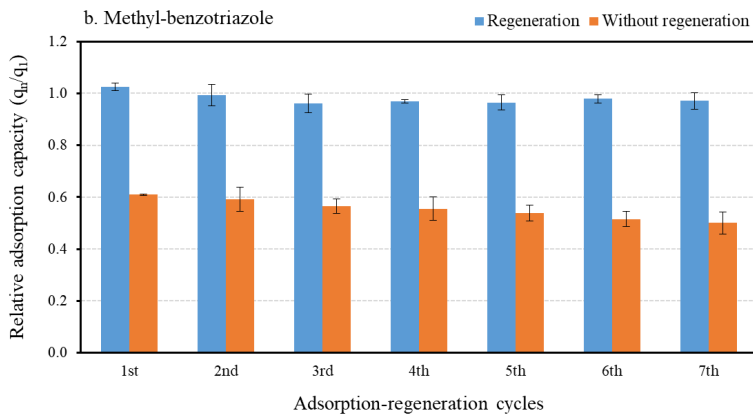 b. Methyl-benzotriazole
Regeneration Without regeneration
Relative adsorption capacity (qn/q1)
1.2
1.0
0.8
0.6
0.4
0.2
0.0
1st 2nd 3rd 4th 5th 6th 7th
Adsorption-regeneration cycles